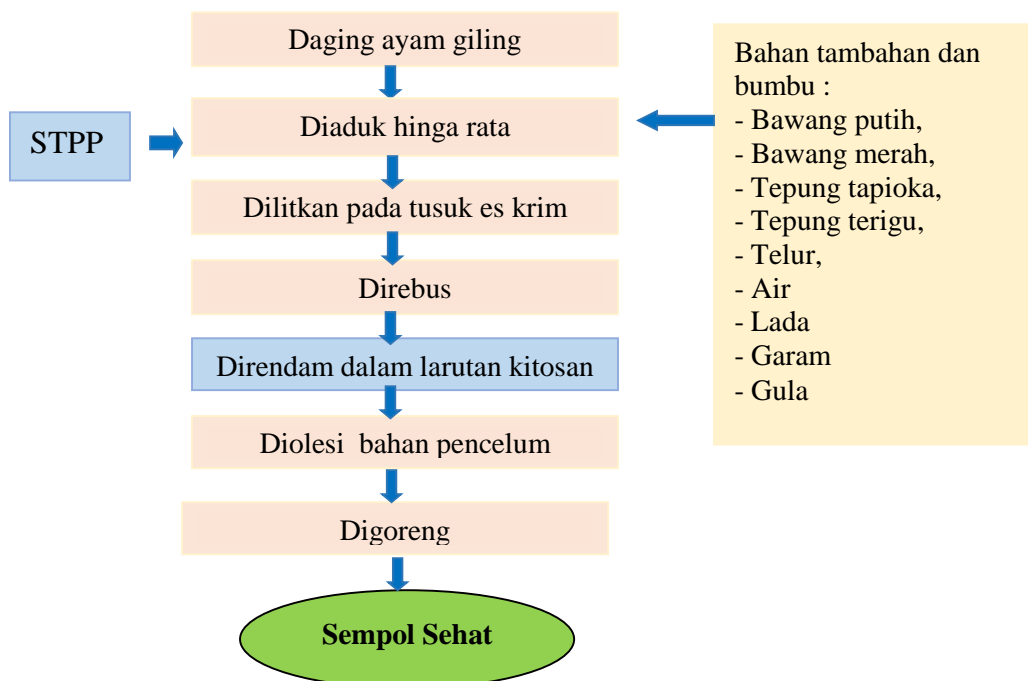 Daging ayam giling
STPP
Diaduk hinga rata
Bahan tambahan dan
bumbu :
- Bawang putih,
- Bawang merah,
- Tepung tapioka,
- Tepung terigu,
- Telur,
- Air
- Lada
- Garam
- Gula
Dilitkan pada tusuk es krim
Direbus
Direndam dalam larutan kitosan
Diolesi bahan pencelum
Digoreng
Sempol Sehat